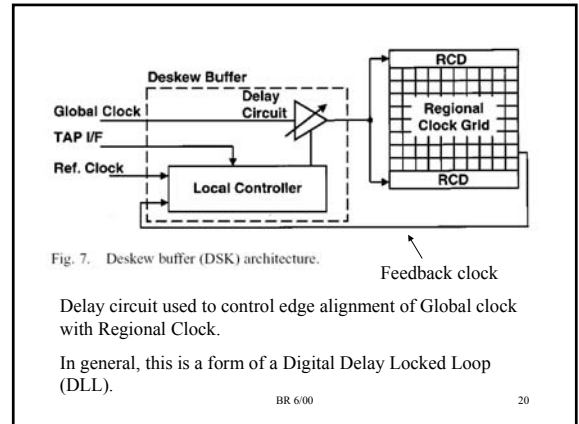 Deskew Buffer
RCD
Delay
Circuit
Global Clock
TAP I/F
Ref. Clock
Local Controller
Regional
Clock Grid
RCD
Fig. 7. Deskew buffer (DSK) architecture.
Feedback clock
Delay circuit used to control edge alignment of Global clock
with Regional Clock.
In general, this is a form of a Digital Delay Locked Loop
(DLL).
BR 6/00
20